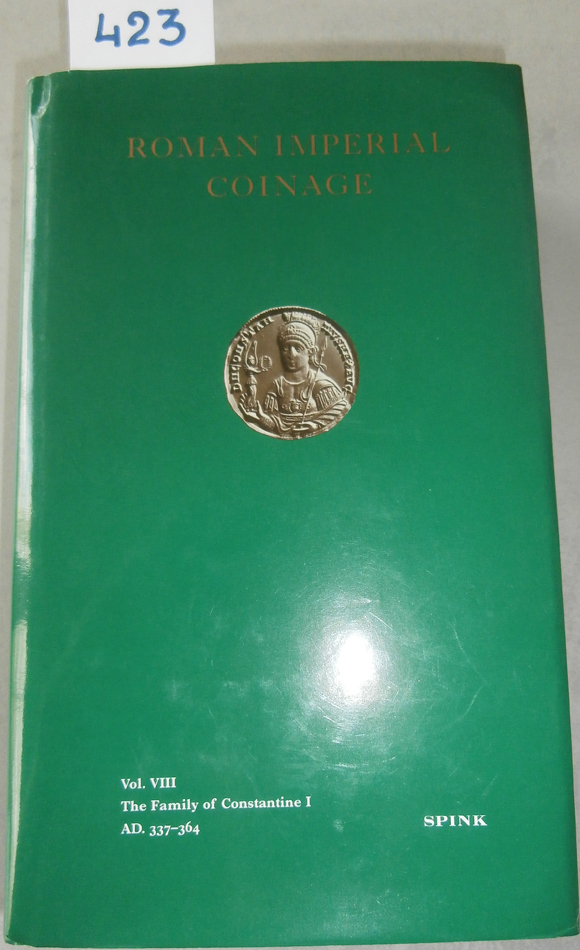 423
ROMAN IMPERIAL
COINAGE
Vol. VIII
The Family of Constantine I
AD. 337–364
SPINK